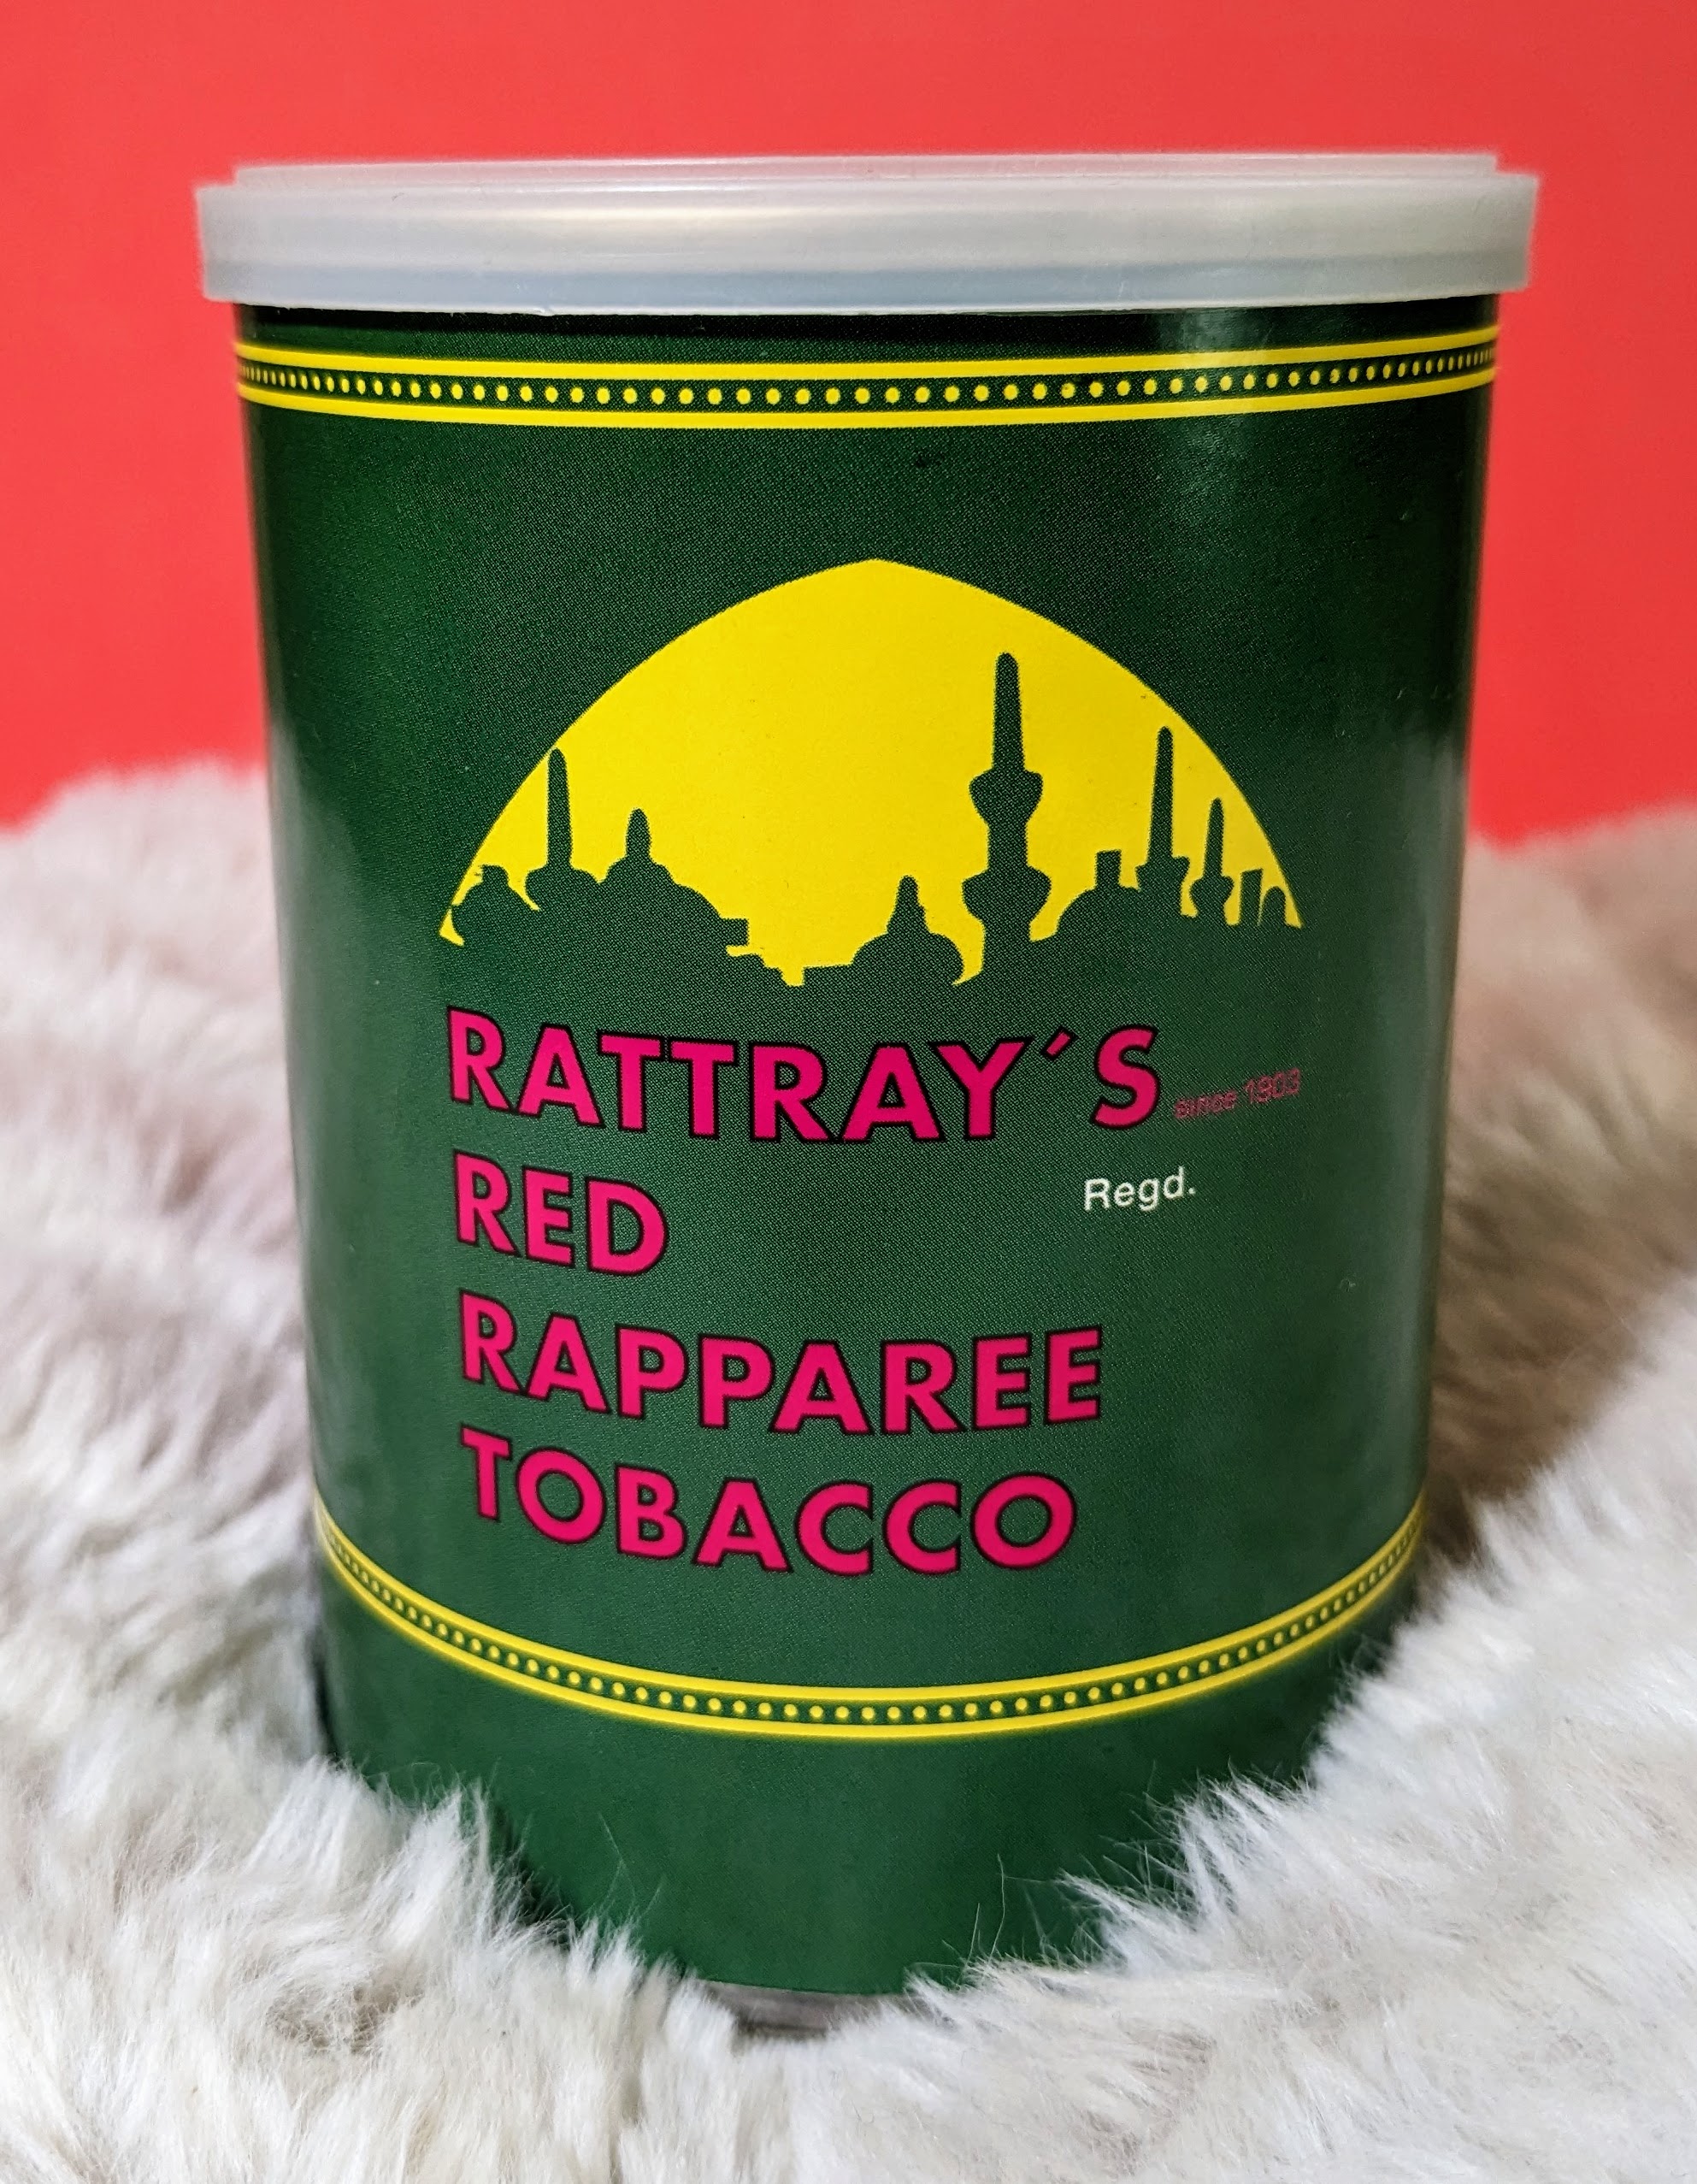 RATTRAY´S since 1903
Regd.
RED
RAPPAREE
TOBACCO